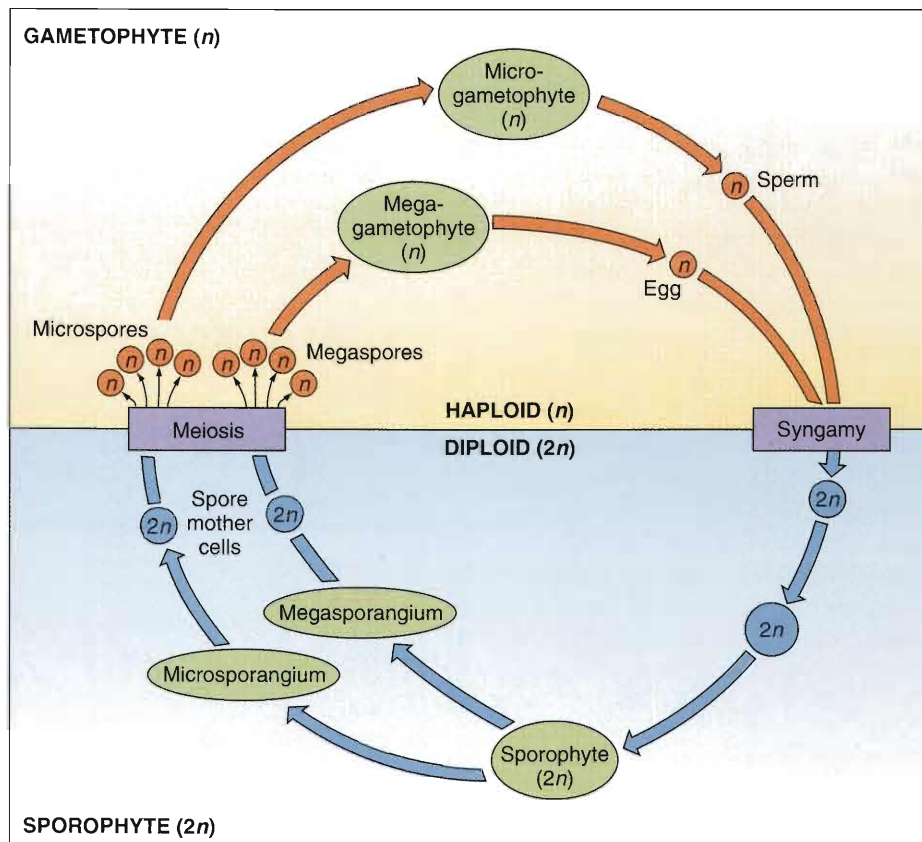 GAMETOPHYTE (n)
Micro-
gametophyte
(n)
n
Sperm
Mega-
gametophyte
(n)
n
Egg
Microspores
n n n n
n n n n
Megaspores
HAPLOID (n)
Meiosis
Syngamy
DIPLOID (2n)
2n
Spore
mother
cells
2n
2n
2n
Megasporangium
Microsporangium
Sporophyte
(2n)
SPOROPHYTE (2n)